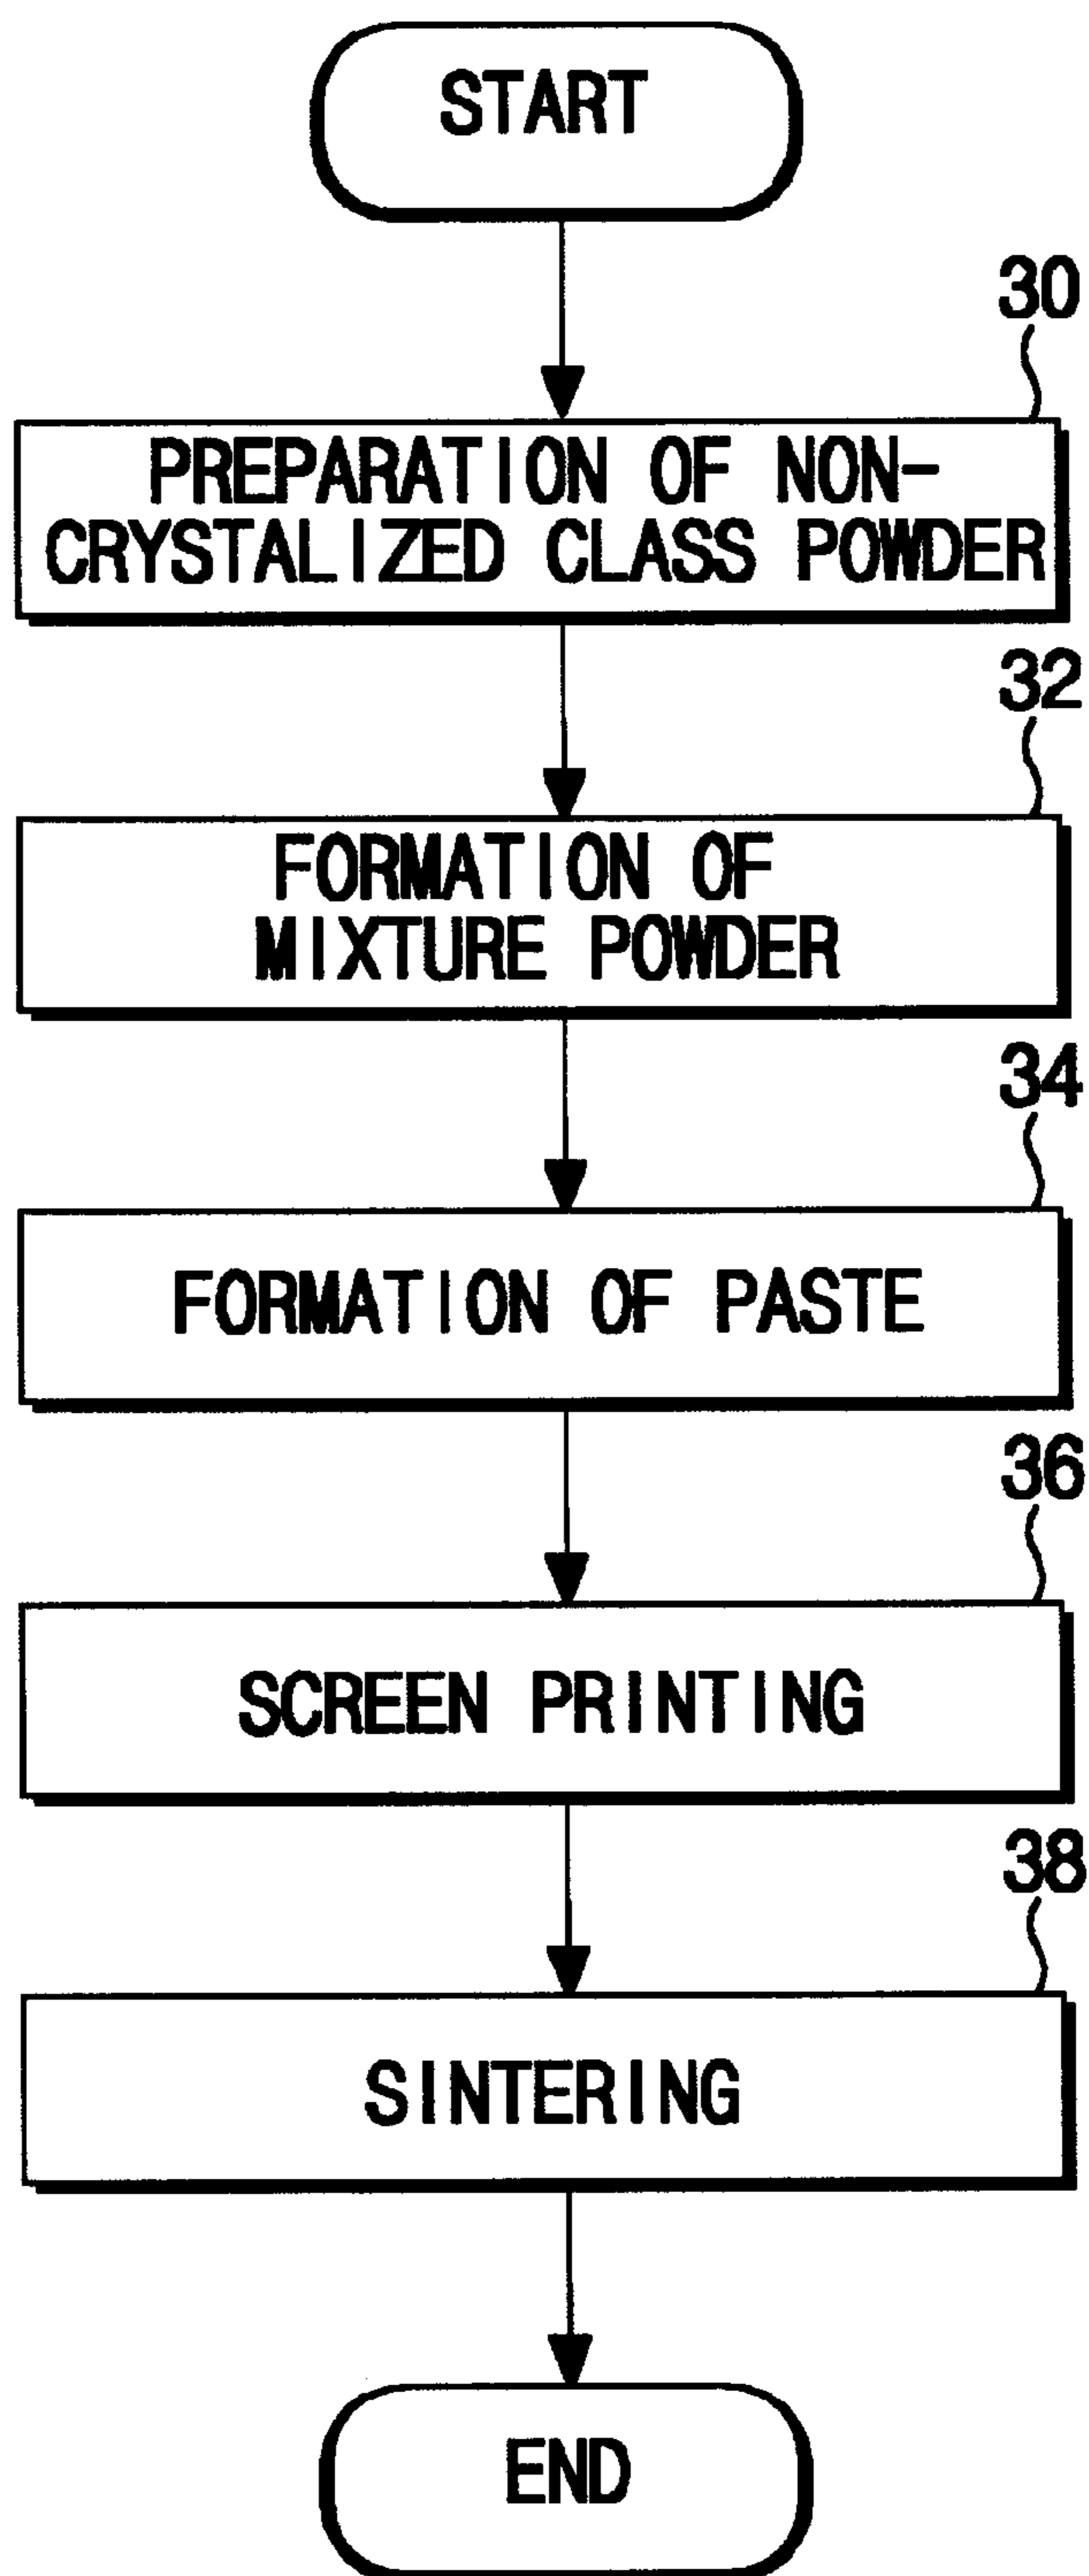 START
30
PREPARATION OF NON-
CRYSTALIZED CLASS POWDER
32
FORMATION OF
MIXTURE POWDER
34
FORMATION OF PASTE
36
SCREEN PRINTING
38
SINTERING
END